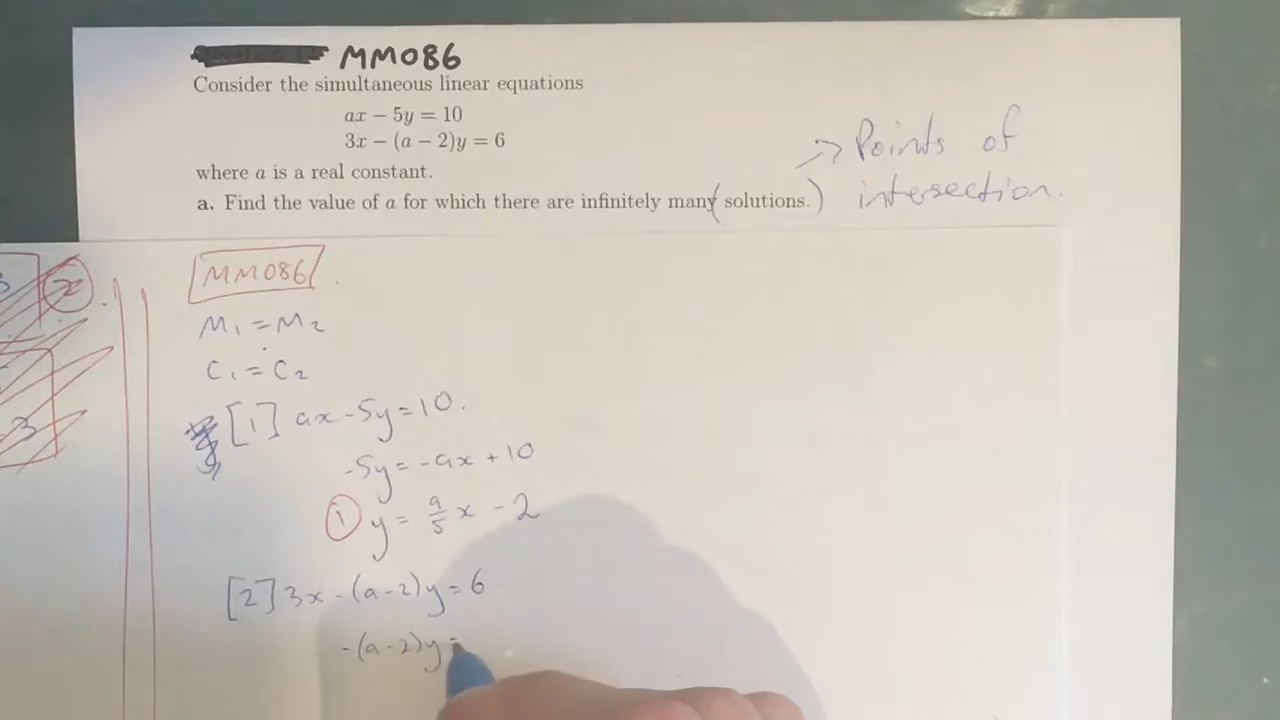 MM086
Consider the simultaneous linear equations
ax − 5y = 10
3x − (a − 2)y = 6
where a is a real constant.
a. Find the value of a for which there are infinitely many (solutions.)
→ Points of
intersection.
MM086
M₁ = M₂
C₁ = C₂
[1] ax - 5y = 10.
-5y = -ax + 10
① y = a/5 x - 2
[2] 3x - (a-2)y = 6
-(a-2)y =